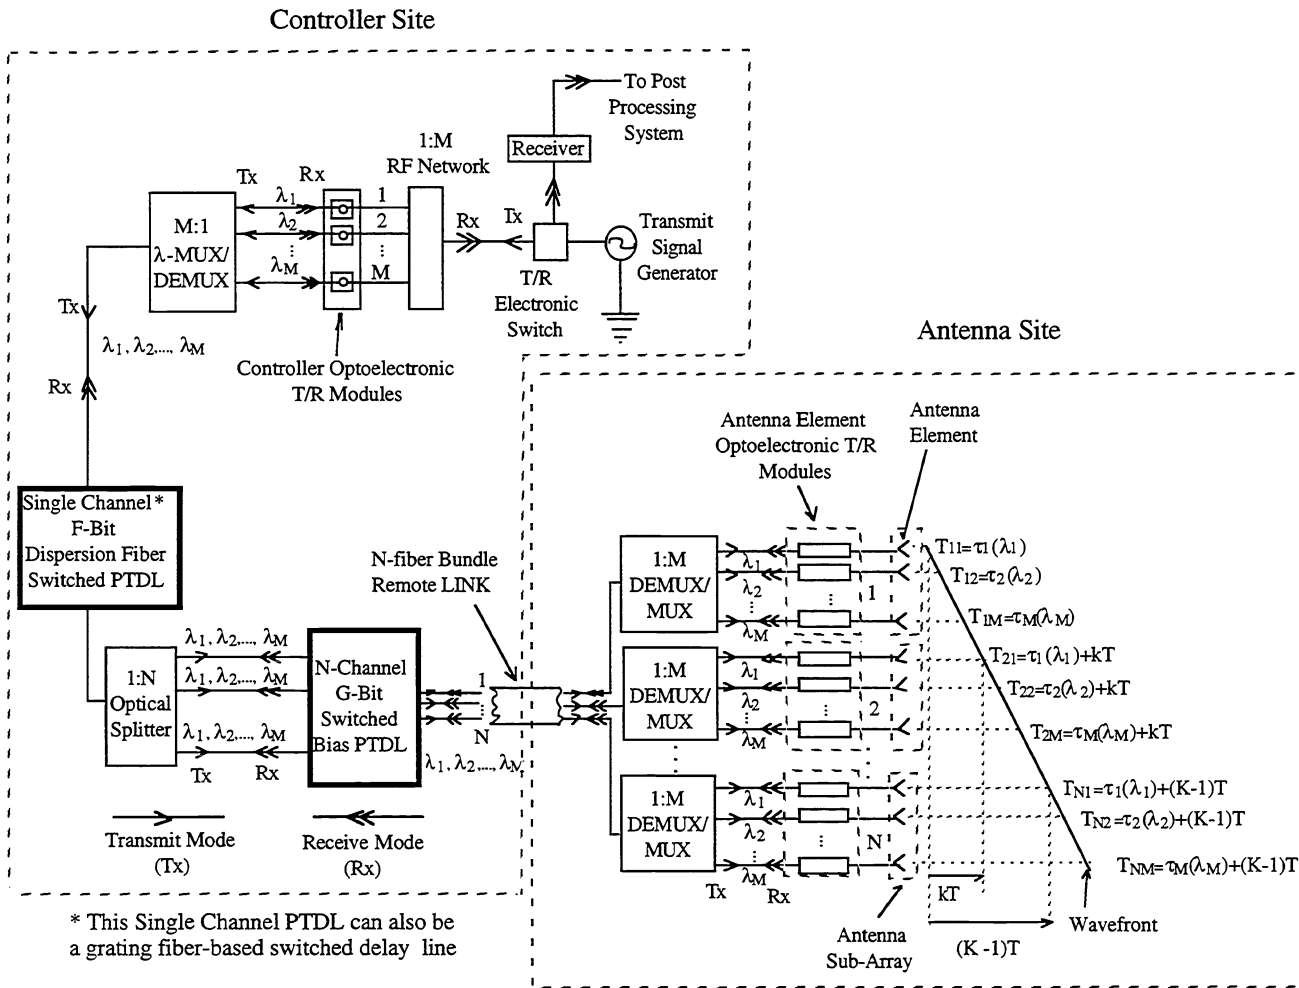 Controller Site
To Post
Processing
System
1:M
RF Network
Receiver
Tx
Rx
λ1
λ2
⋮
λM
1
2
⋮
M
Rx
Tx
Transmit
Signal
Generator
M:1
λ-MUX/
DEMUX
T/R
Electronic
Switch
Tx
λ1, λ2,..., λM
Rx
Controller Optoelectronic
T/R Modules
Antenna Site
Antenna Element
Optoelectronic T/R
Modules
Antenna
Element
Single Channel*
F-Bit
Dispersion Fiber
Switched PTDL
N-fiber Bundle
Remote LINK
1:M
DEMUX/
MUX
λ1
λ2
⋮
λM
⋮
1
T11=τ1(λ1)
T12=τ2(λ2)
T1M=τM(λM)
1:N
Optical
Splitter
λ1, λ2,..., λM
λ1, λ2,..., λM
λ1, λ2,..., λM
Tx
Rx
N-Channel
G-Bit
Switched
Bias PTDL
1
⋮
N
λ1, λ2,..., λM
1:M
DEMUX/
MUX
λ1
λ2
⋮
λM
⋮
2
T21=τ1(λ1)+kT
T22=τ2(λ2)+kT
T2M=τM(λM)+kT
1:M
DEMUX/
MUX
λ1
λ2
⋮
λM
⋮
N
TN1=τ1(λ1)+(K-1)T
TN2=τ2(λ2)+(K-1)T
TNM=τM(λM)+(K-1)T
Tx
Rx
kT
Wavefront
(K -1)T
Antenna
Sub-Array
Transmit Mode
(Tx)
Receive Mode
(Rx)
* This Single Channel PTDL can also be
a grating fiber-based switched delay line